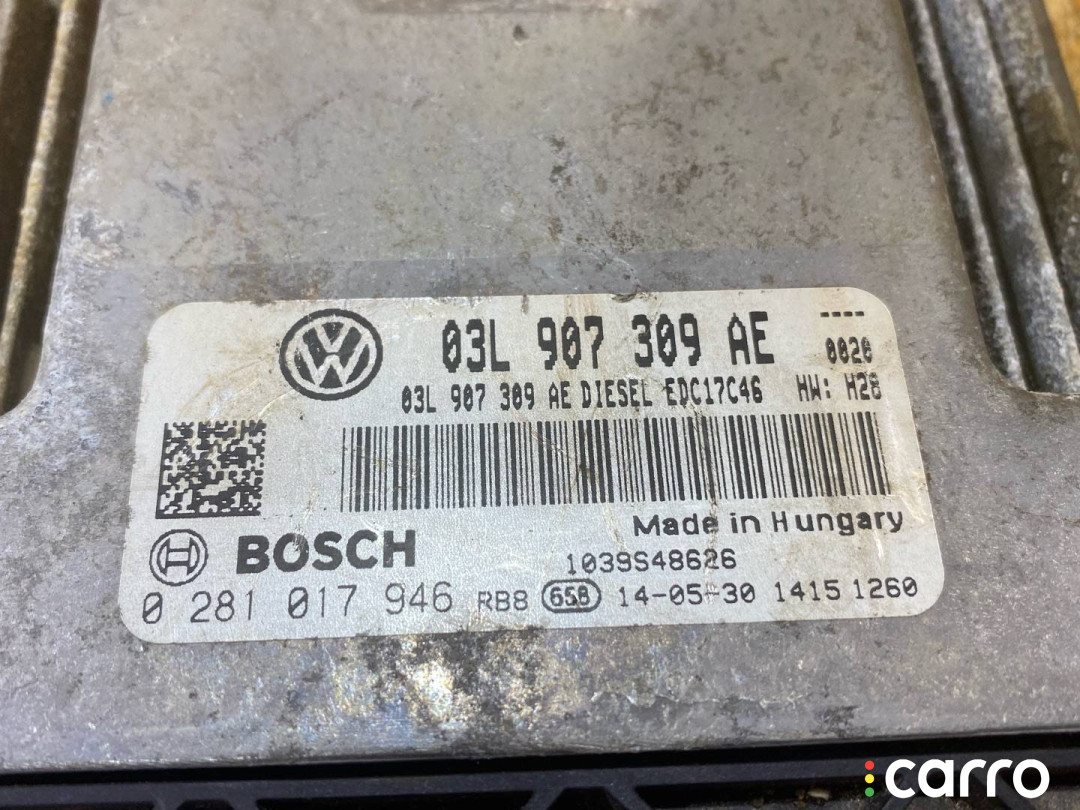 03L 907 309 AE ----
0020
03L 907 309 AE DIESEL EDC17C46 HW: H28
Made in Hungary
BOSCH
1039S48626
0 281 017 946 RB8 658 14-05-30 1415 1260
carro